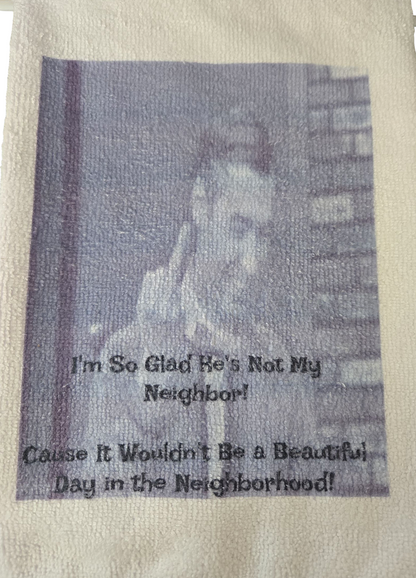 I'm So Glad He's Not My
Neighbor!
Cause It Wouldn't Be a Beautiful
Day in the Neighborhood!